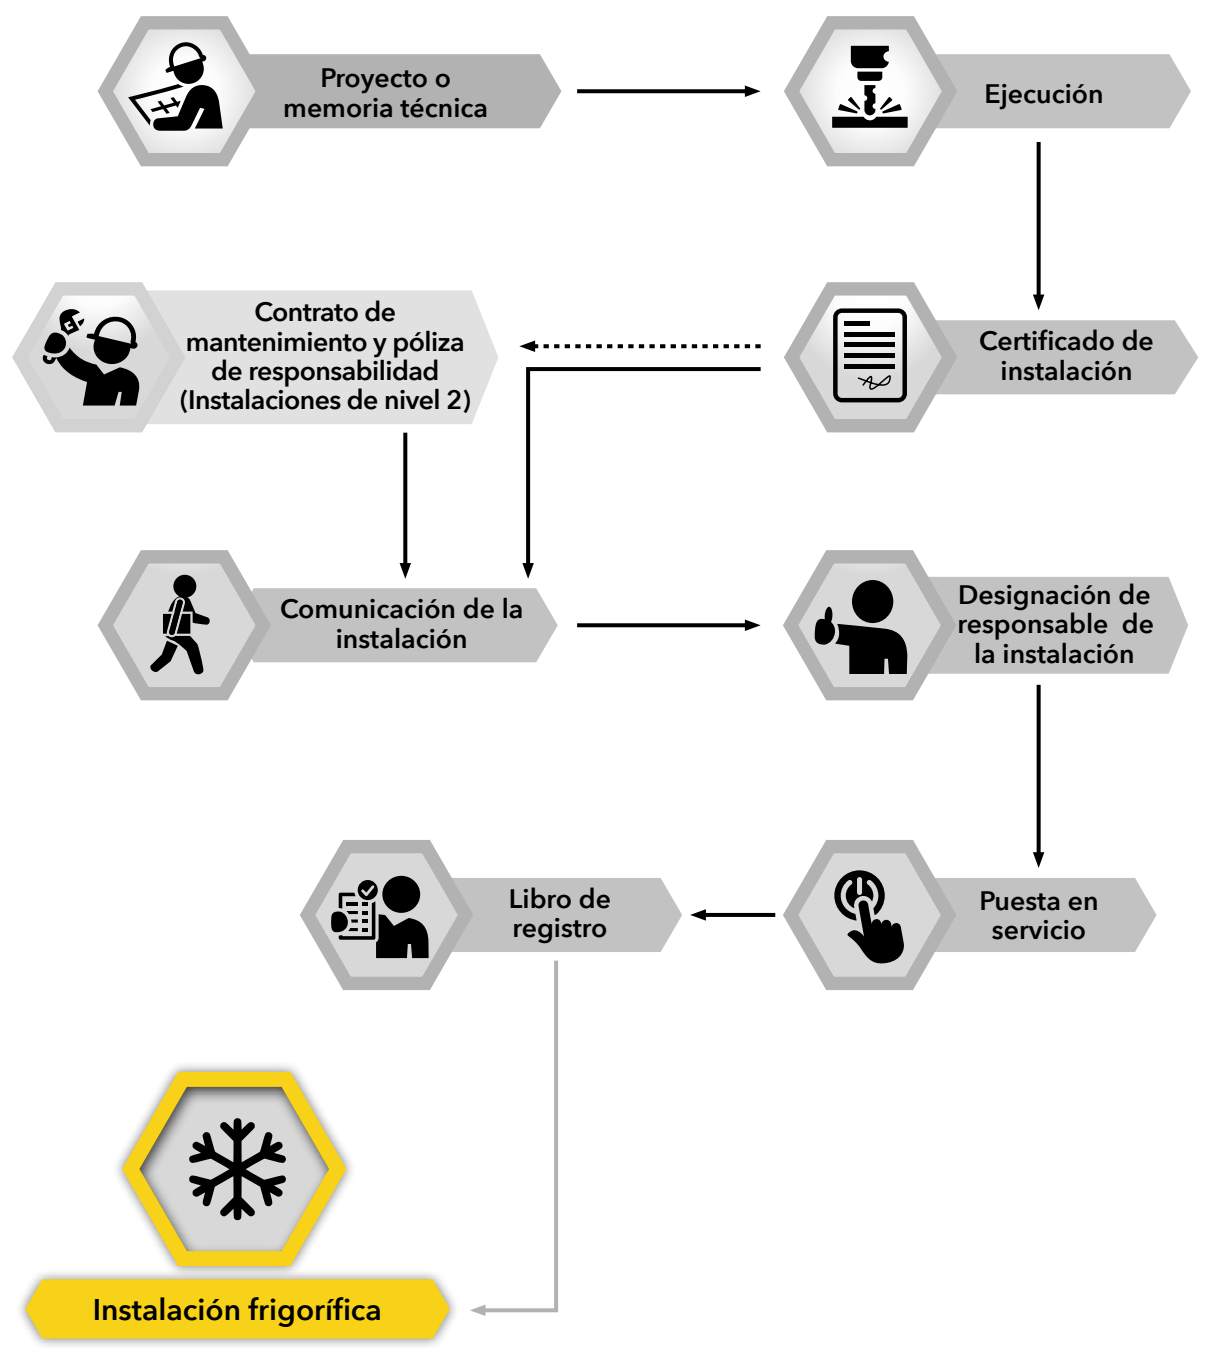 Proyecto o
memoria técnica
Ejecución
Contrato de
mantenimiento y póliza
de responsabilidad
(Instalaciones de nivel 2)
Certificado de
instalación
Comunicación de la
instalación
Designación de
responsable de
la instalación
Libro de
registro
Puesta en
servicio
Instalación frigorífica